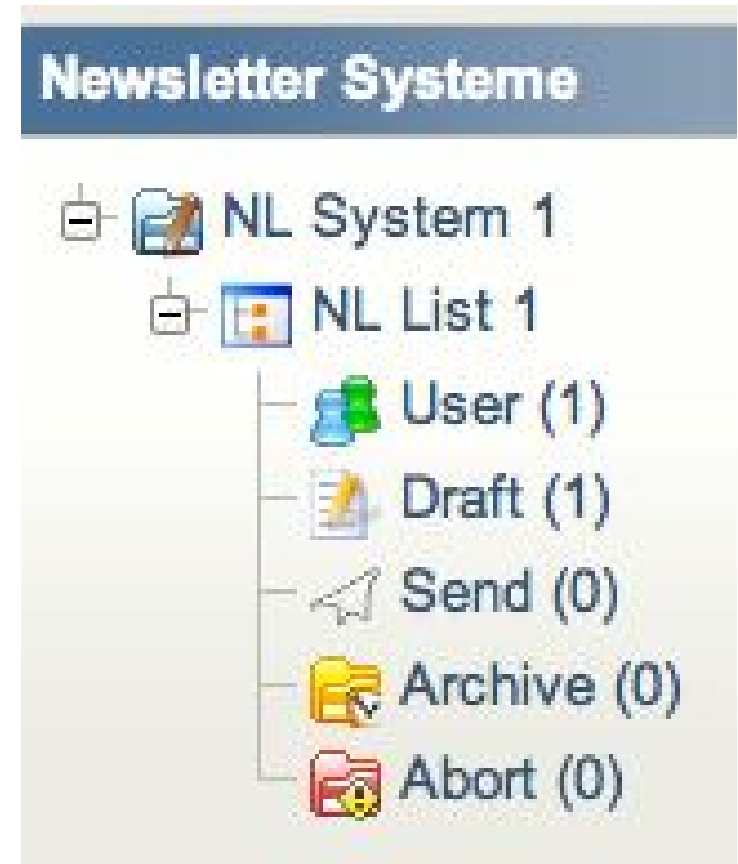 Newsletter Systeme
NL System 1
NL List 1
User (1)
Draft (1)
Send (0)
Archive (0)
Abort (0)